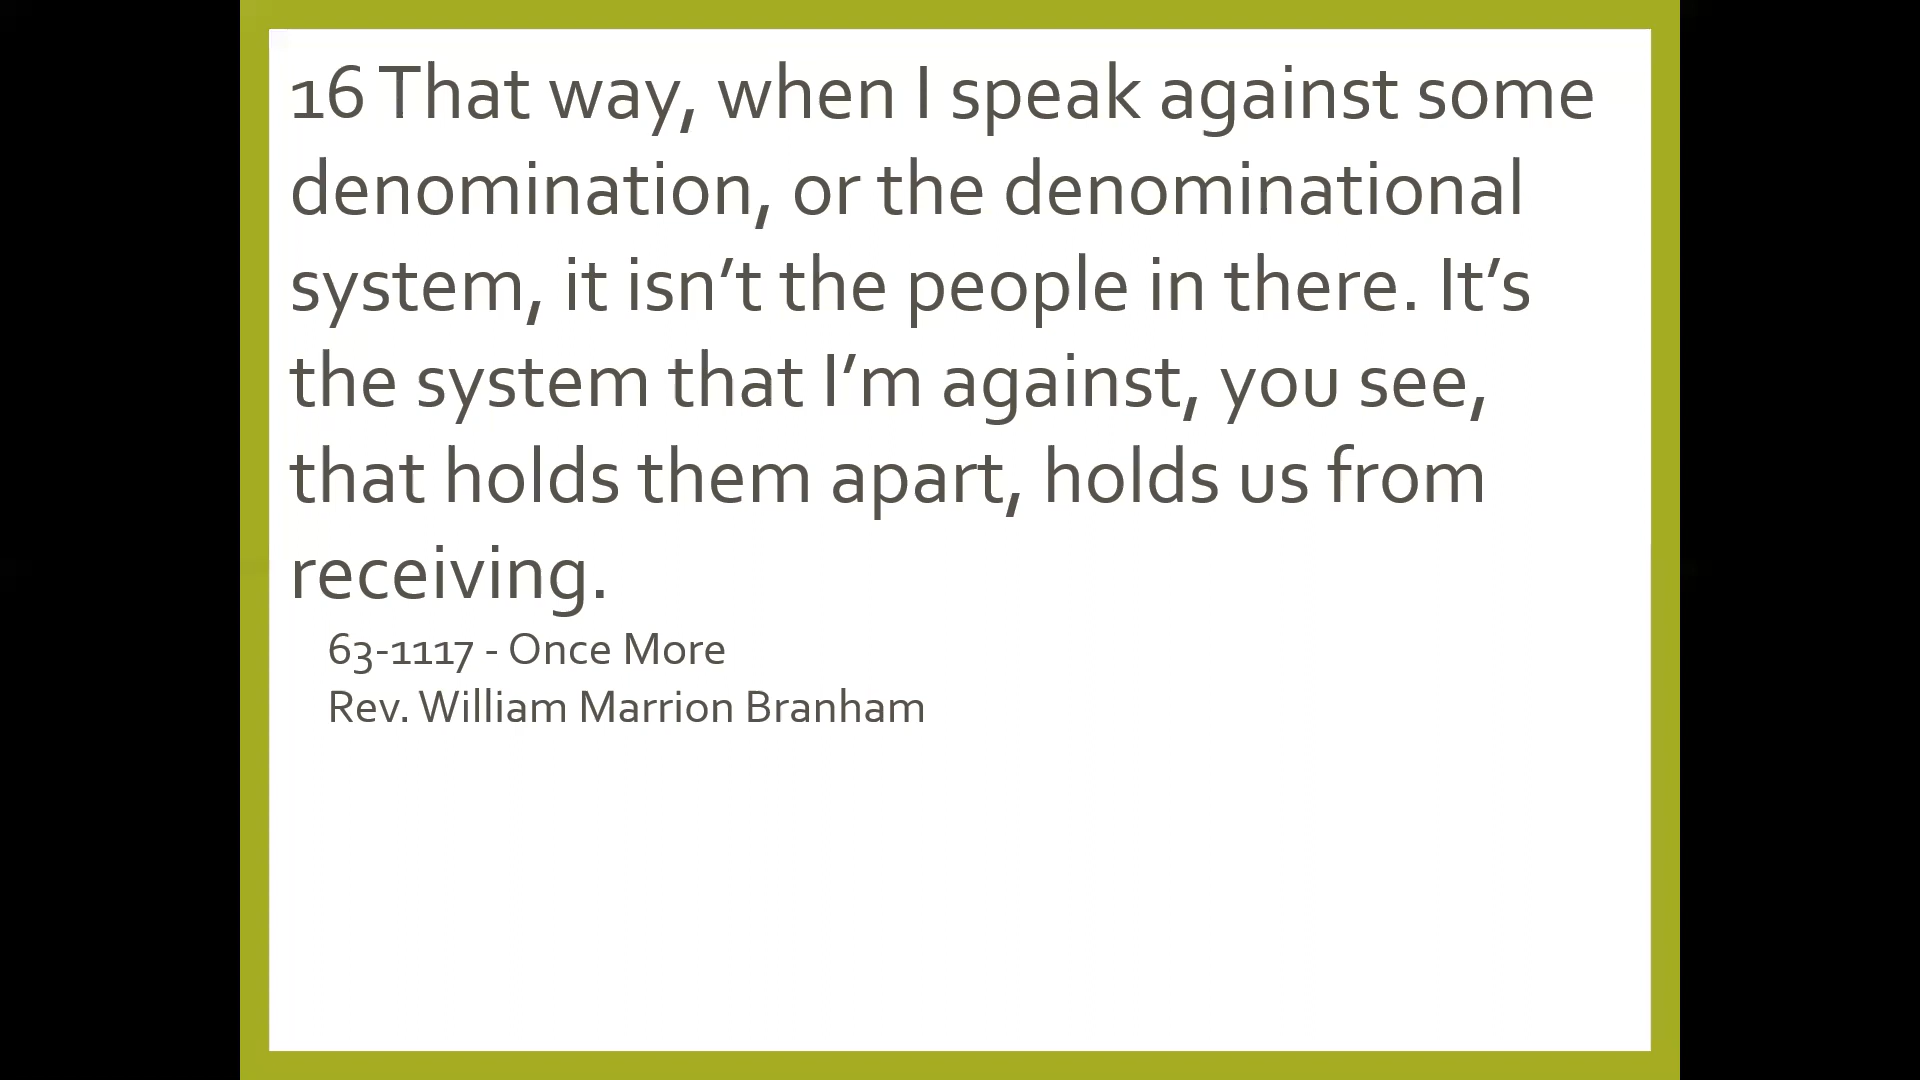 16 That way, when I speak against some
denomination, or the denominational
system, it isn’t the people in there. It’s
the system that I’m against, you see,
that holds them apart, holds us from
receiving.
63-1117 - Once More
Rev. William Marrion Branham